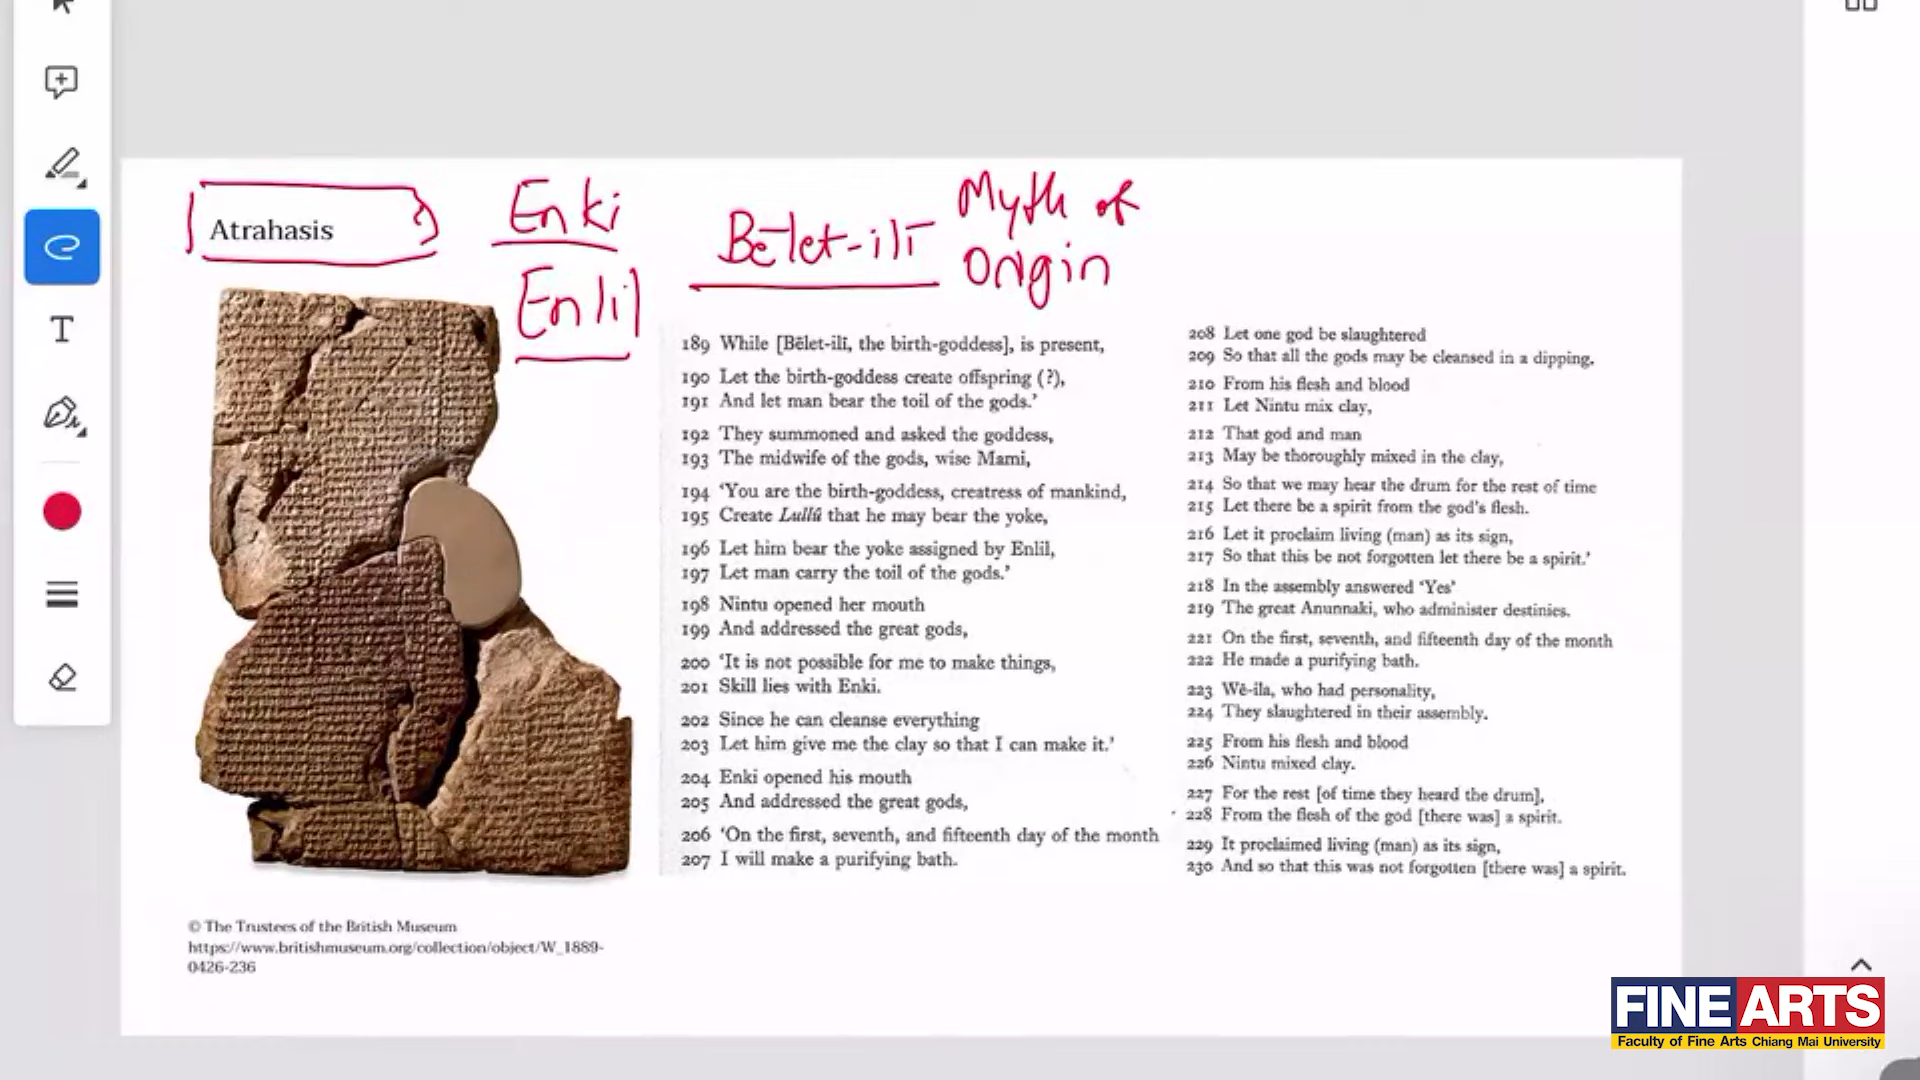 Atrahasis
Enki
Enlil
Bē-let-ilī
Myth of
Origin
189 While [Bēlet-ilī, the birth-goddess], is present,
190 Let the birth-goddess create offspring (?),
191 And let man bear the toil of the gods.’
192 They summoned and asked the goddess,
193 The midwife of the gods, wise Mami,
194 ‘You are the birth-goddess, creatress of mankind,
195 Create Lullû that he may bear the yoke,
196 Let him bear the yoke assigned by Enlil,
197 Let man carry the toil of the gods.’
198 Nintu opened her mouth
199 And addressed the great gods,
200 ‘It is not possible for me to make things,
201 Skill lies with Enki.
202 Since he can cleanse everything
203 Let him give me the clay so that I can make it.’
204 Enki opened his mouth
205 And addressed the great gods,
206 ‘On the first, seventh, and fifteenth day of the month
207 I will make a purifying bath.
208 Let one god be slaughtered
209 So that all the gods may be cleansed in a dipping.
210 From his flesh and blood
211 Let Nintu mix clay,
212 That god and man
213 May be thoroughly mixed in the clay,
214 So that we may hear the drum for the rest of time
215 Let there be a spirit from the god's flesh.
216 Let it proclaim living (man) as its sign,
217 So that this be not forgotten let there be a spirit.’
218 In the assembly answered ‘Yes’
219 The great Anunnaki, who administer destinies.
221 On the first, seventh, and fifteenth day of the month
222 He made a purifying bath.
223 Wê-ila, who had personality,
224 They slaughtered in their assembly.
225 From his flesh and blood
226 Nintu mixed clay.
227 For the rest [of time they heard the drum],
228 From the flesh of the god [there was] a spirit.
229 It proclaimed living (man) as its sign,
230 And so that this was not forgotten [there was] a spirit.
© The Trustees of the British Museum
https://www.britishmuseum.org/collection/object/W_1889-
0426-236
FINE ARTS
Faculty of Fine Arts Chiang Mai University